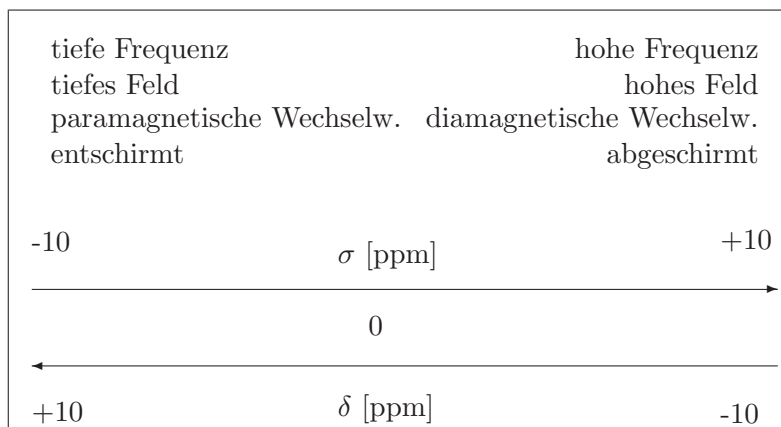 tiefe Frequenz hohe Frequenz
tiefes Feld hohes Feld
paramagnetische Wechselw. diamagnetische Wechselw.
entschirmt abgeschirmt
-10 σ [ppm] +10
0
+10 δ [ppm] -10